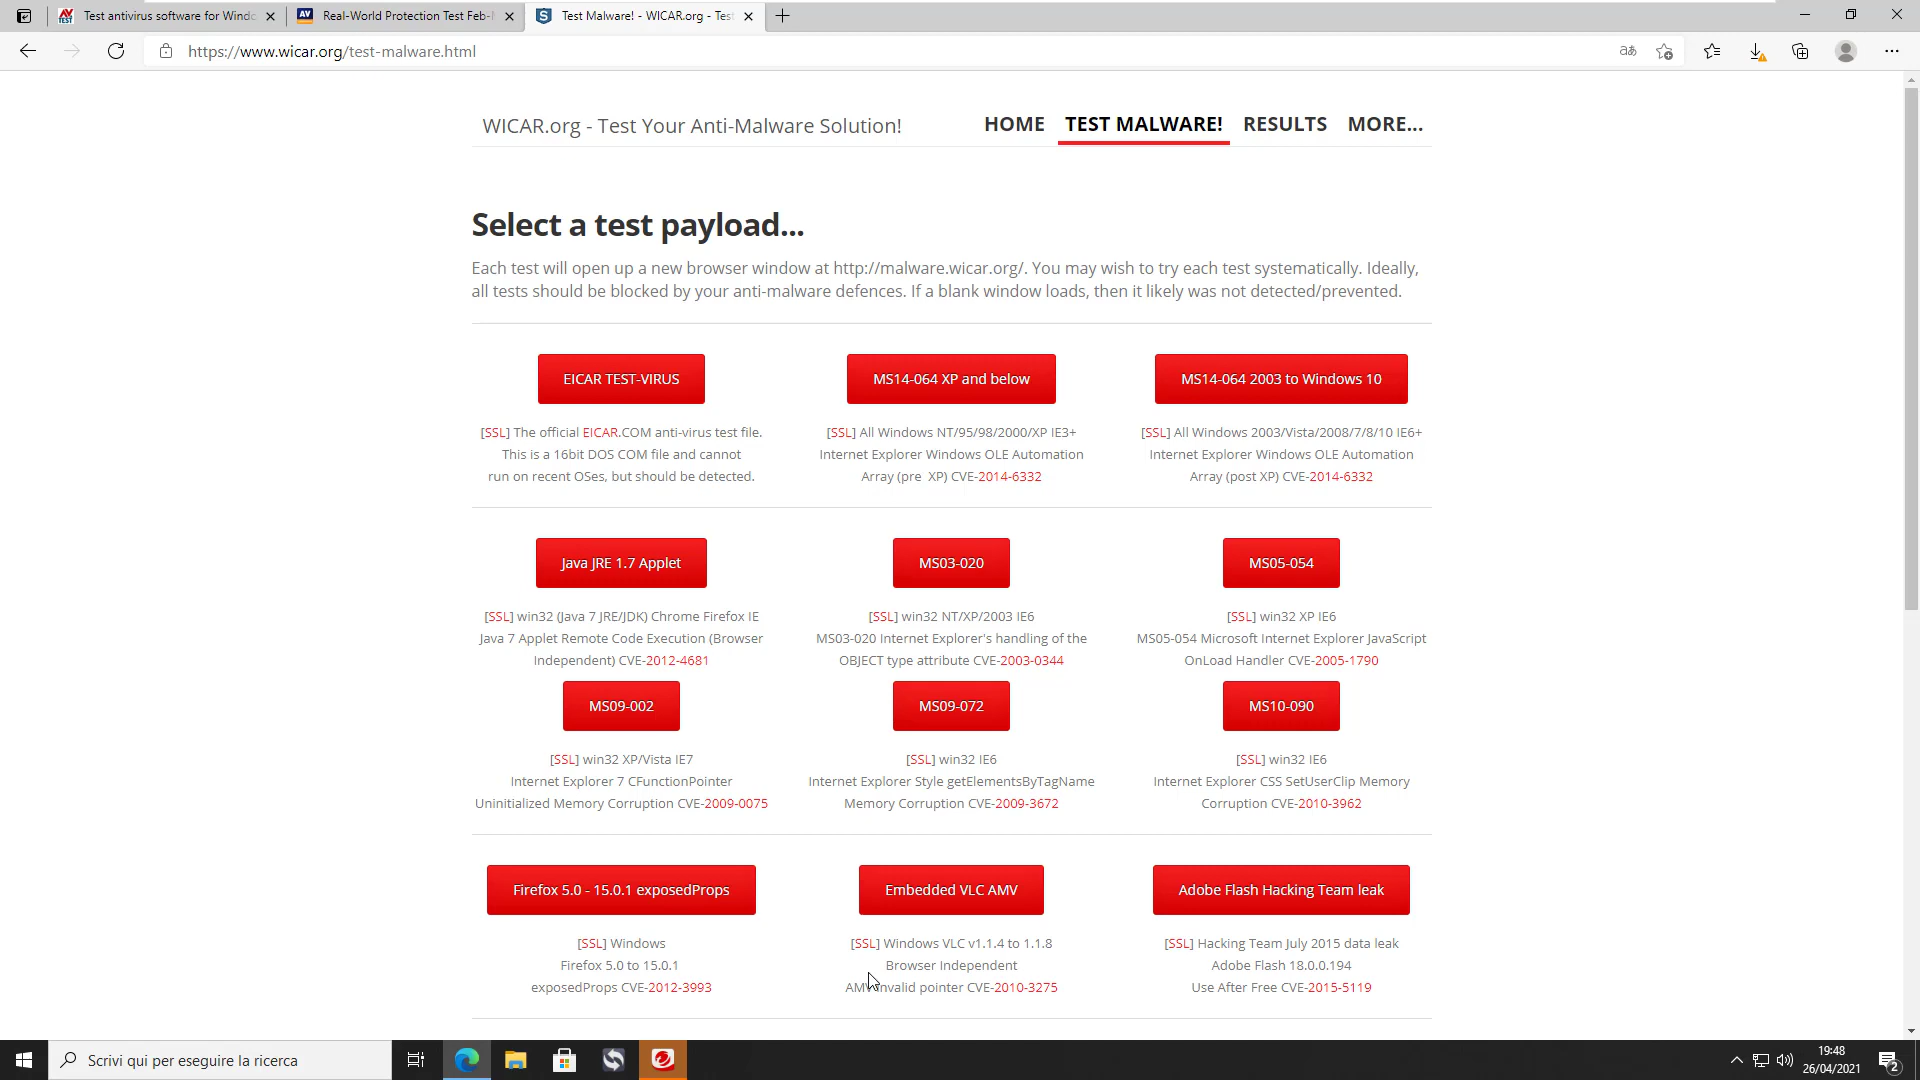 Test antivirus software for Windo
Real-World Protection Test Feb-M
Test Malware! - WICAR.org - Test
https://www.wicar.org/test-malware.html
WICAR.org - Test Your Anti-Malware Solution!
HOME TEST MALWARE! RESULTS MORE...
Select a test payload...
Each test will open up a new browser window at http://malware.wicar.org/. You may wish to try each test systematically. Ideally,
all tests should be blocked by your anti-malware defences. If a blank window loads, then it likely was not detected/prevented.
EICAR TEST-VIRUS
[SSL] The official EICAR.COM anti-virus test file.
This is a 16bit DOS COM file and cannot
run on recent OSes, but should be detected.
MS14-064 XP and below
[SSL] All Windows NT/95/98/2000/XP IE3+
Internet Explorer Windows OLE Automation
Array (pre XP) CVE-2014-6332
MS14-064 2003 to Windows 10
[SSL] All Windows 2003/Vista/2008/7/8/10 IE6+
Internet Explorer Windows OLE Automation
Array (post XP) CVE-2014-6332
Java JRE 1.7 Applet
[SSL] win32 (Java 7 JRE/JDK) Chrome Firefox IE
Java 7 Applet Remote Code Execution (Browser
Independent) CVE-2012-4681
MS03-020
[SSL] win32 NT/XP/2003 IE6
MS03-020 Internet Explorer's handling of the
OBJECT type attribute CVE-2003-0344
MS05-054
[SSL] win32 XP IE6
MS05-054 Microsoft Internet Explorer JavaScript
OnLoad Handler CVE-2005-1790
MS09-002
[SSL] win32 XP/Vista IE7
Internet Explorer 7 CFunctionPointer
Uninitialized Memory Corruption CVE-2009-0075
MS09-072
[SSL] win32 IE6
Internet Explorer Style getElementsByTagName
Memory Corruption CVE-2009-3672
MS10-090
[SSL] win32 IE6
Internet Explorer CSS SetUserClip Memory
Corruption CVE-2010-3962
Firefox 5.0 - 15.0.1 exposedProps
[SSL] Windows
Firefox 5.0 to 15.0.1
exposedProps CVE-2012-3993
Embedded VLC AMV
[SSL] Windows VLC v1.1.4 to 1.1.8
Browser Independent
AMV invalid pointer CVE-2010-3275
Adobe Flash Hacking Team leak
[SSL] Hacking Team July 2015 data leak
Adobe Flash 18.0.0.194
Use After Free CVE-2015-5119
Scrivi qui per eseguire la ricerca
19:48
26/04/2021
2